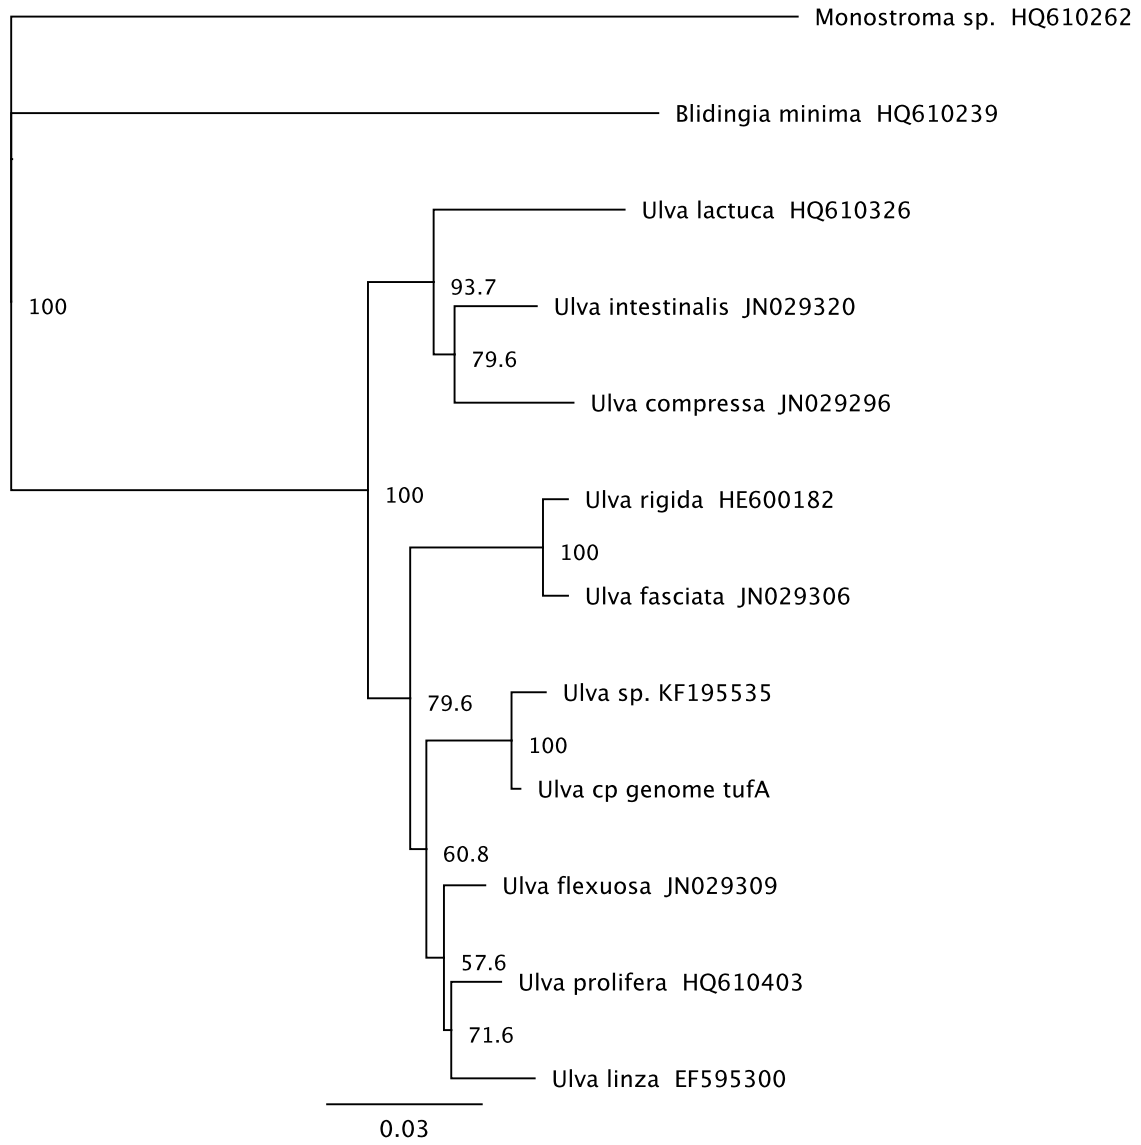 Monostroma sp. HQ610262
Blidingia minima HQ610239
Ulva lactuca HQ610326
93.7
100
Ulva intestinalis JN029320
79.6
Ulva compressa JN029296
100
Ulva rigida HE600182
100
Ulva fasciata JN029306
Ulva sp. KF195535
79.6
100
Ulva cp genome tufA
60.8
Ulva flexuosa JN029309
57.6
Ulva prolifera HQ610403
71.6
Ulva linza EF595300
0.03